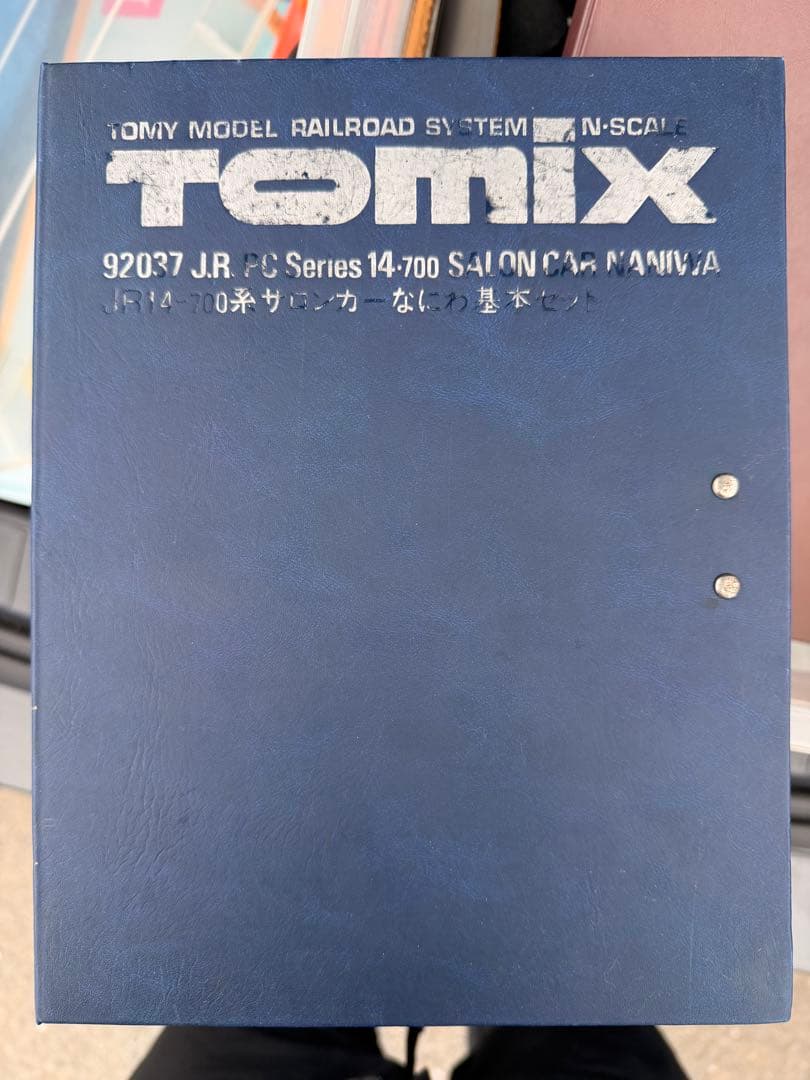 TOMY MODEL RAILROAD SYSTEM N·SCALE
TOMIX
92037 J.R. PC Series 14·700 SALON CAR NANIWA
JR14-700系サロンカーなにわ基本セット